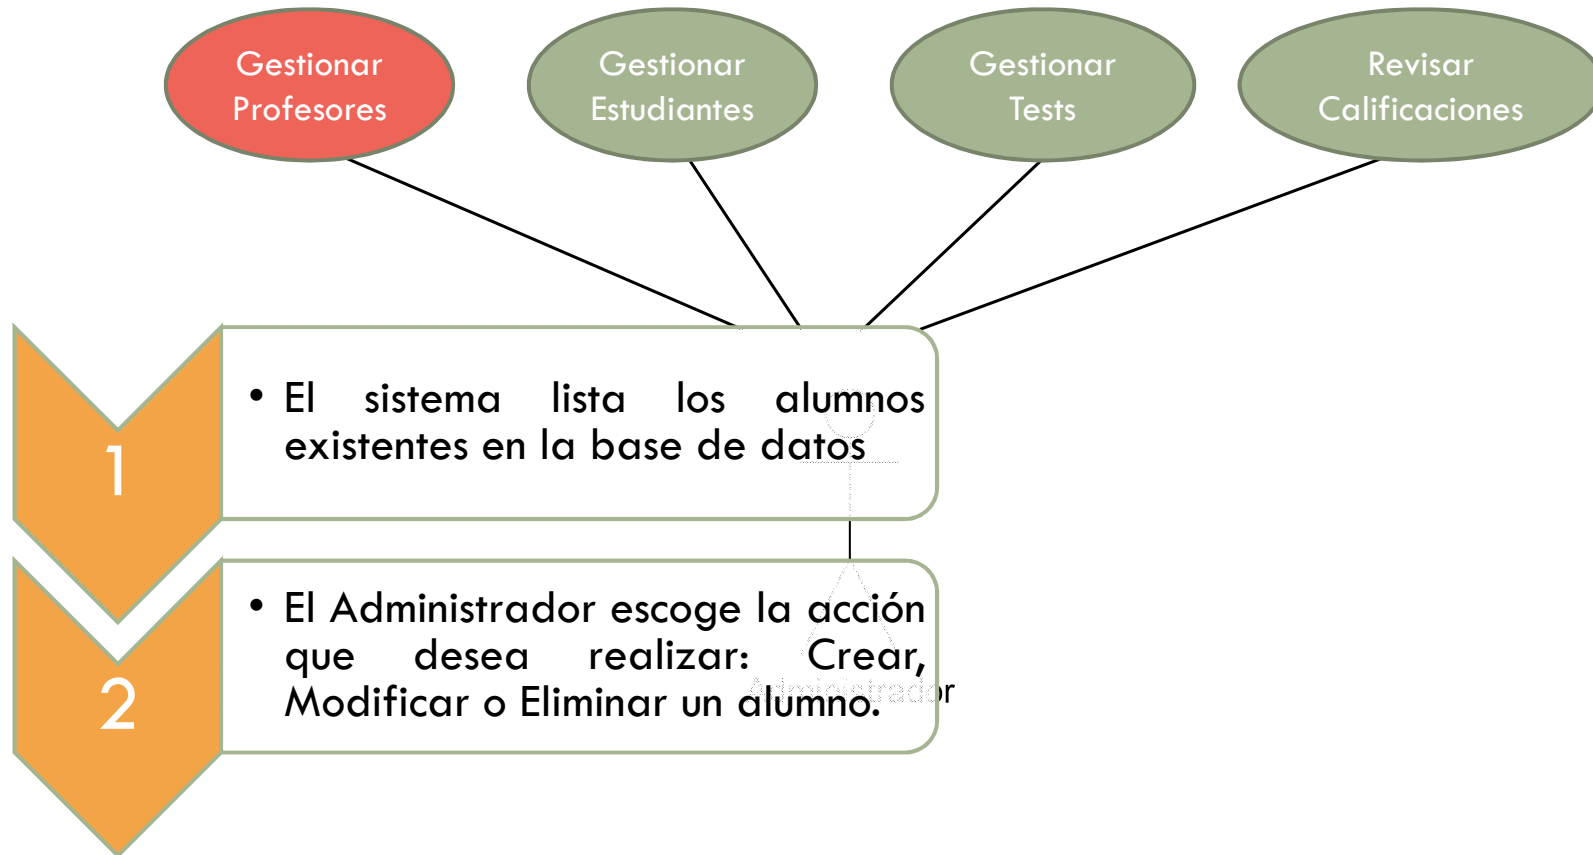 Gestionar
Profesores
Gestionar
Estudiantes
Gestionar
Tests
Revisar
Calificaciones
1
• El sistema lista los alumnos
existentes en la base de datos
2
• El Administrador escoge la acción
que desea realizar: Crear,
Modificar o Eliminar un alumno.
Administrador